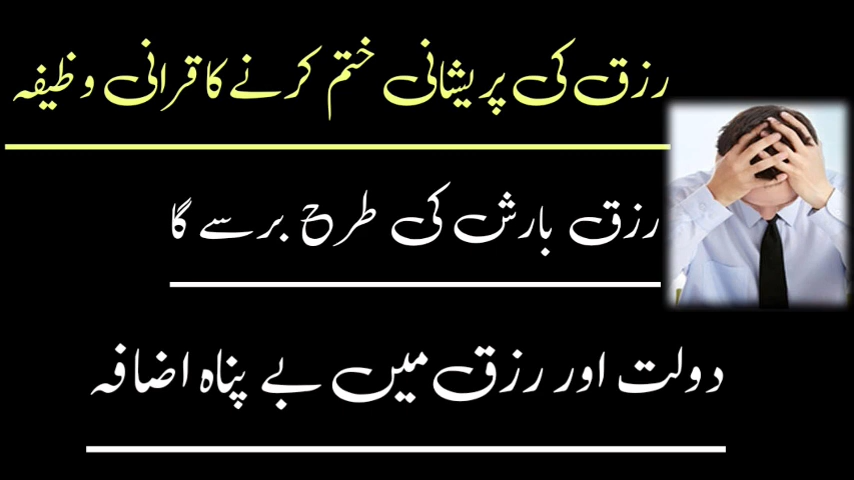 رزق کی پریشانی ختم کرنے کا قرانی وظیفہ
رزق بارش کی طرح برسے گا
دولت اور رزق میں بے پناہ اضافہ